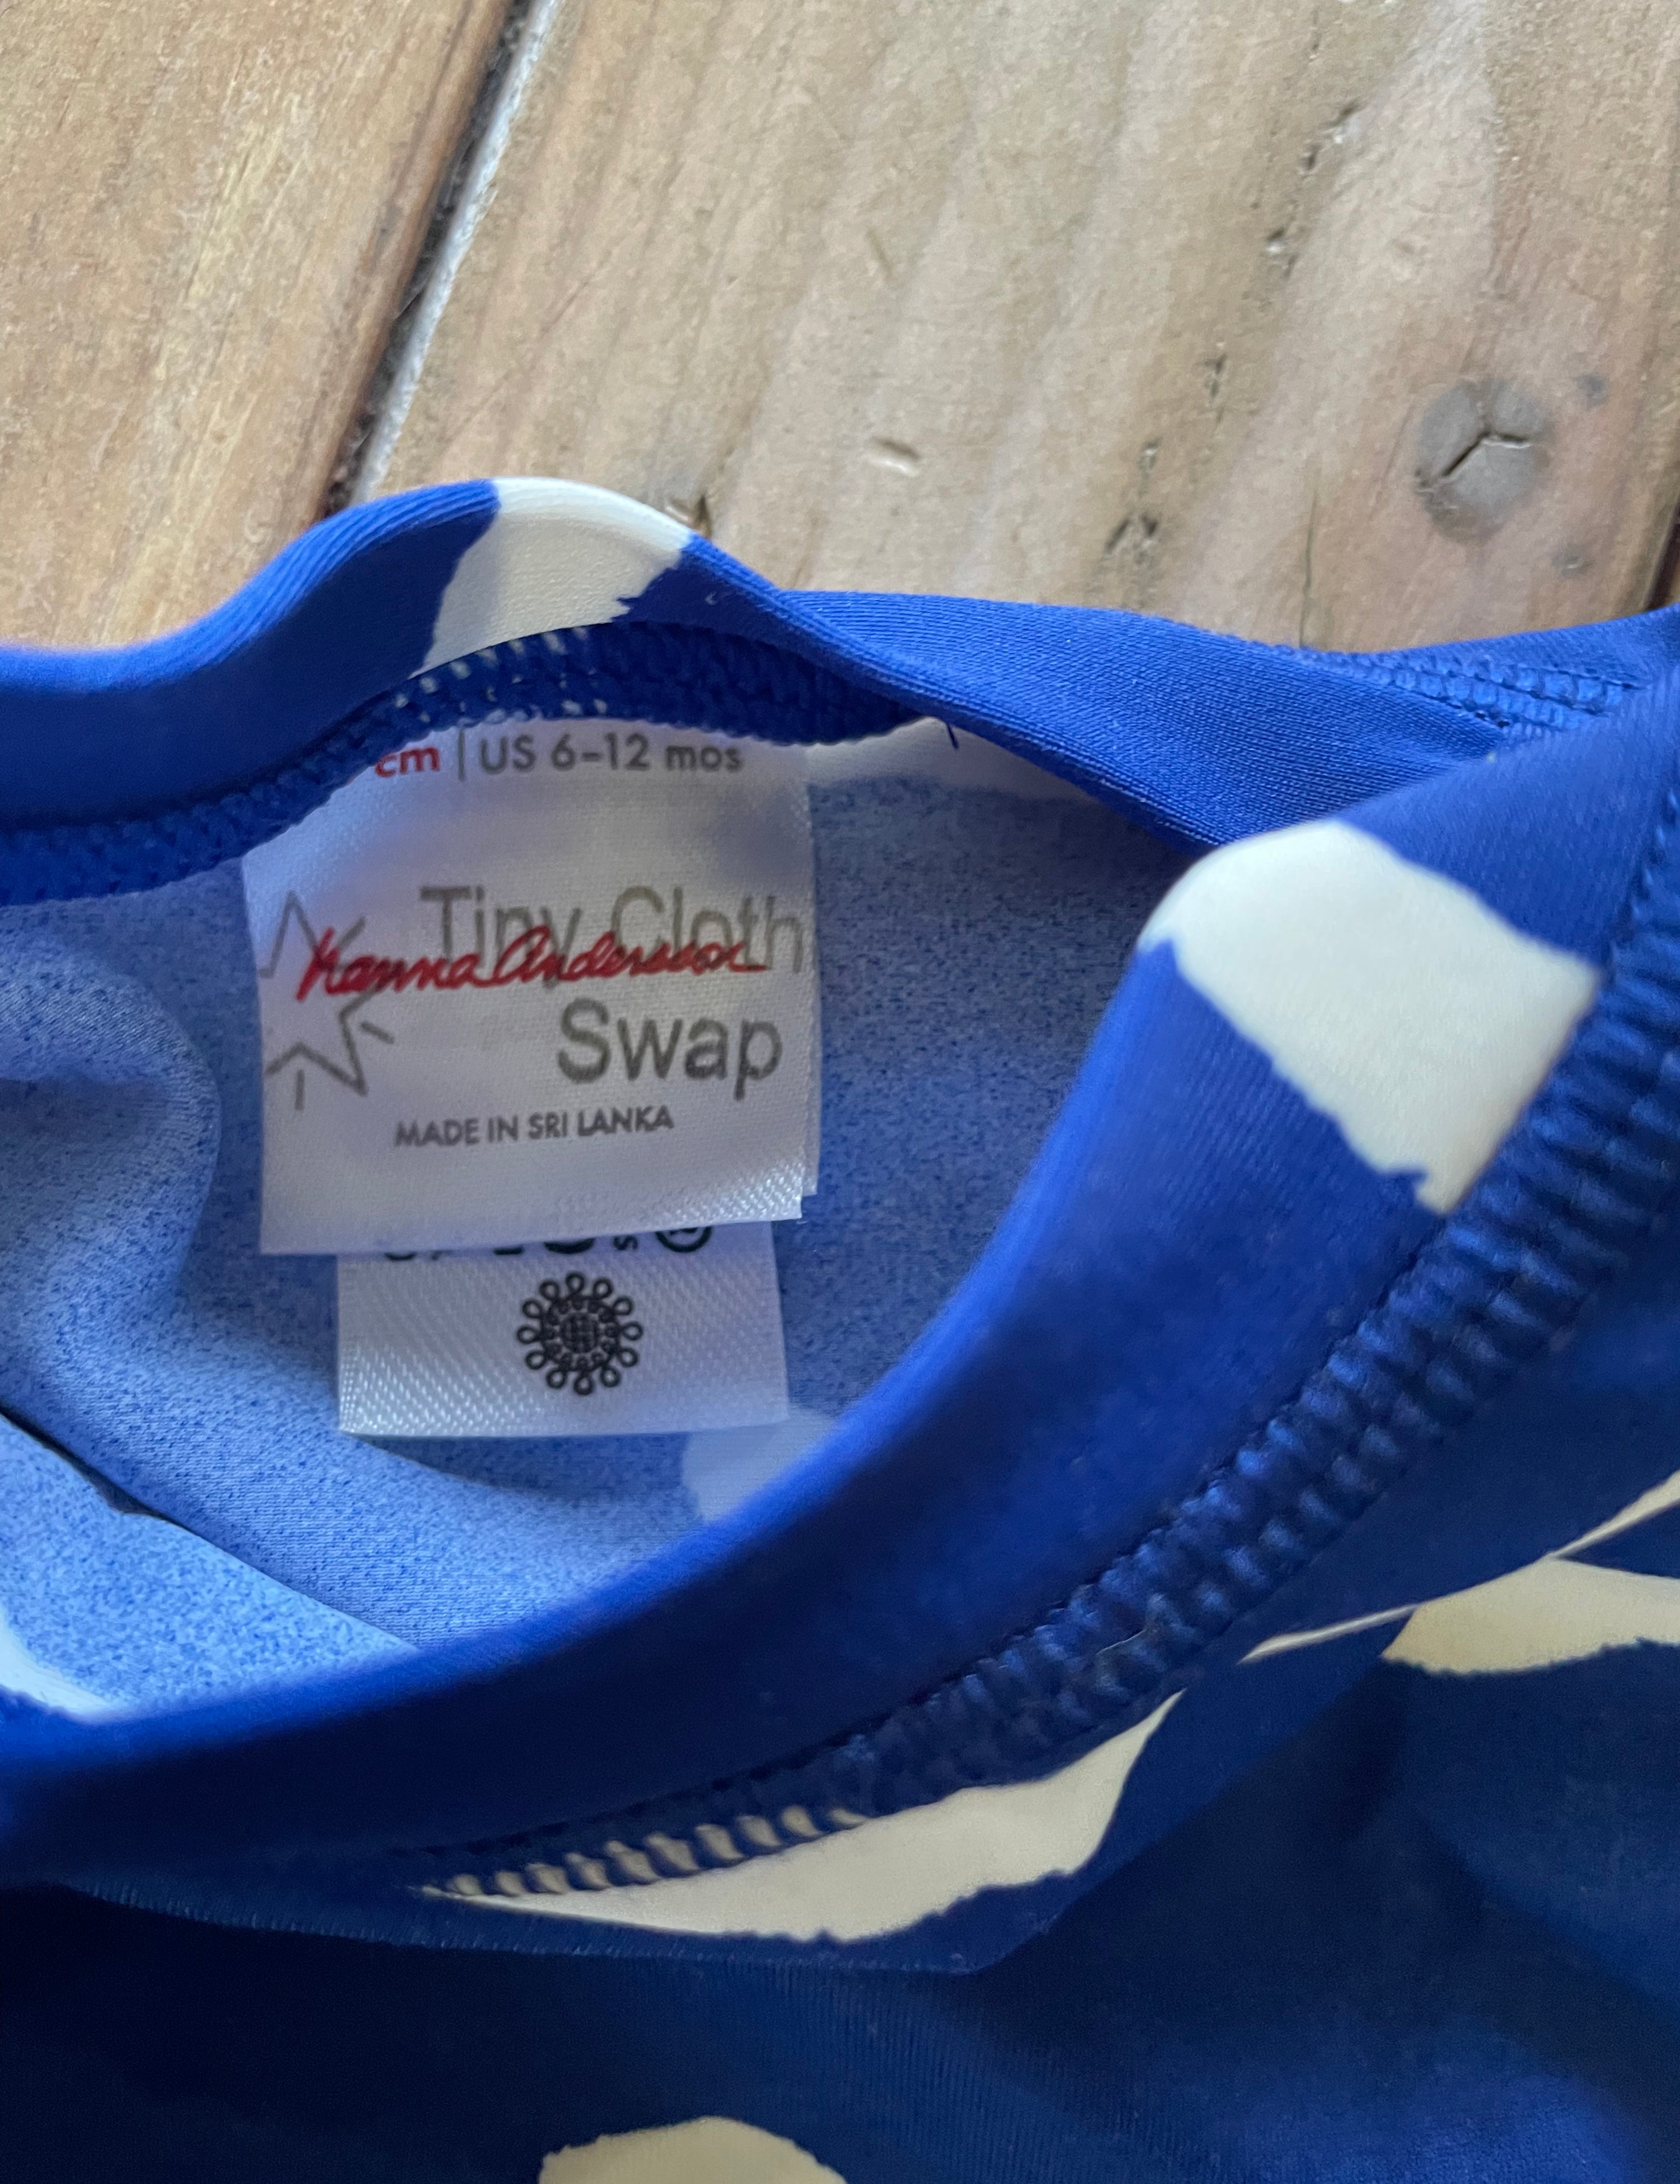 cm | US 6-12 mos
Tiny Cloth
Hanna Andersson
Swap
MADE IN SRI LANKA